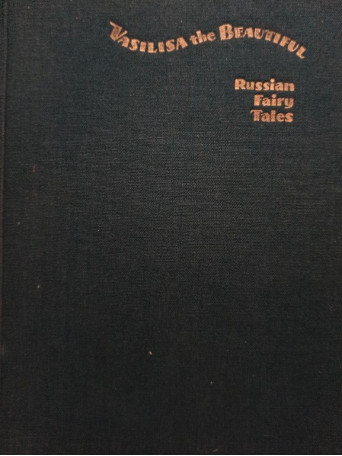 VASILISA the BEAUTIFUL
Russian
Fairy
Tales